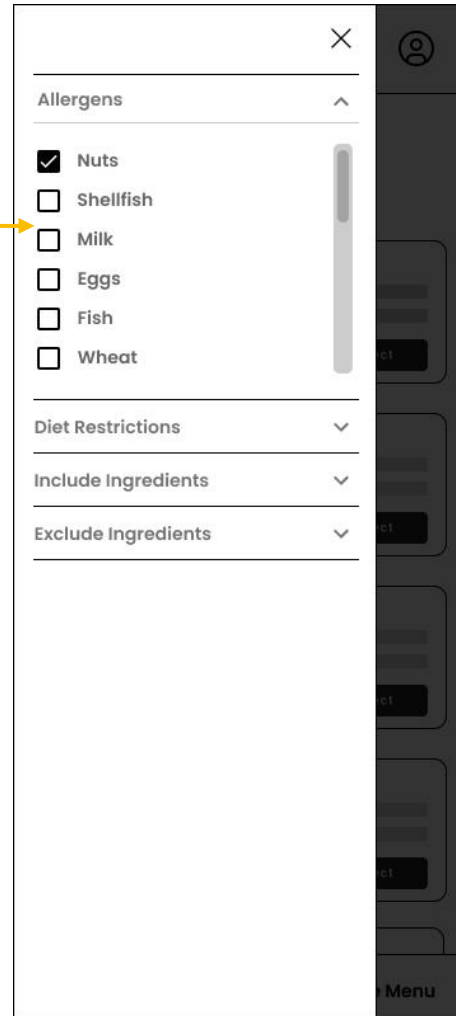 Allergens
Nuts
Shellfish
Milk
Eggs
Fish
Wheat
Diet Restrictions
Include Ingredients
Exclude Ingredients
Menu